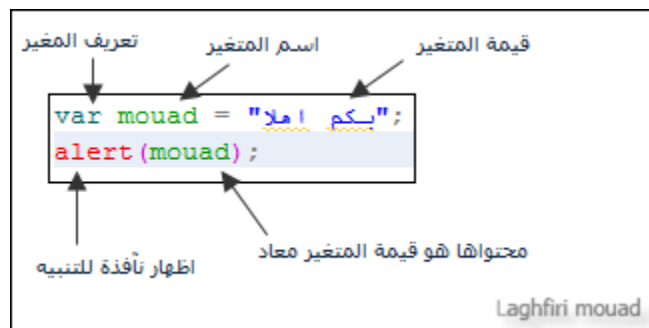 تعريف المغير
اسم المتغير
قيمة المتغير
var mouad = "بكم اهلا";
alert(mouad);
اظهار نآفذة للتنبيه
محتواها هو قيمة المتغير معاد
Laghfiri mouad